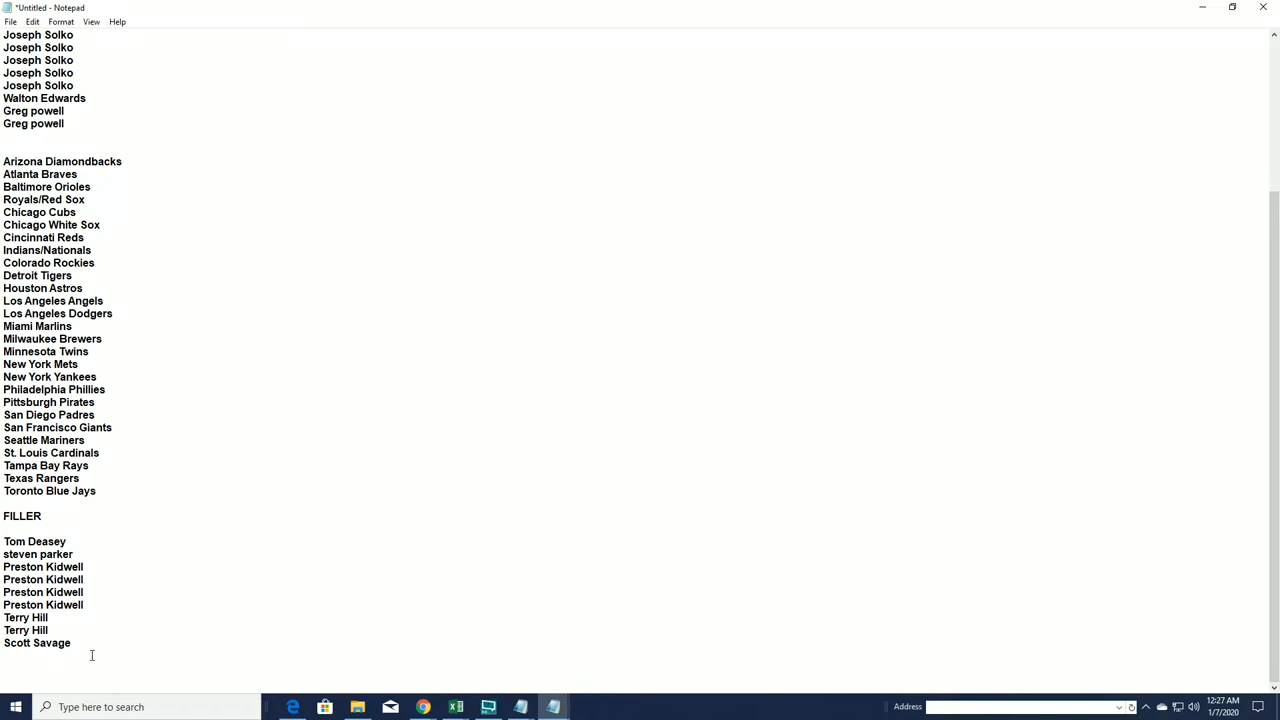 *Untitled - Notepad
File Edit Format View Help
Joseph Solko
Joseph Solko
Joseph Solko
Joseph Solko
Joseph Solko
Walton Edwards
Greg powell
Greg powell
Arizona Diamondbacks
Atlanta Braves
Baltimore Orioles
Royals/Red Sox
Chicago Cubs
Chicago White Sox
Cincinnati Reds
Indians/Nationals
Colorado Rockies
Detroit Tigers
Houston Astros
Los Angeles Angels
Los Angeles Dodgers
Miami Marlins
Milwaukee Brewers
Minnesota Twins
New York Mets
New York Yankees
Philadelphia Phillies
Pittsburgh Pirates
San Diego Padres
San Francisco Giants
Seattle Mariners
St. Louis Cardinals
Tampa Bay Rays
Texas Rangers
Toronto Blue Jays
FILLER
Tom Deasey
steven parker
Preston Kidwell
Preston Kidwell
Preston Kidwell
Preston Kidwell
Terry Hill
Terry Hill
Scott Savage
Type here to search
Address
12:27 AM
1/7/2020